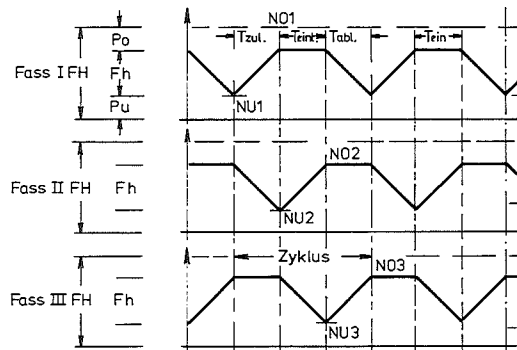 NO1
Po
Tzul.
Teint.
Tabl.
Tein
Fass I FH
Fh
Pu
NU1
NO2
Fass II FH
Fh
NU2
Zyklus
NO3
Fass III FH
Fh
NU3